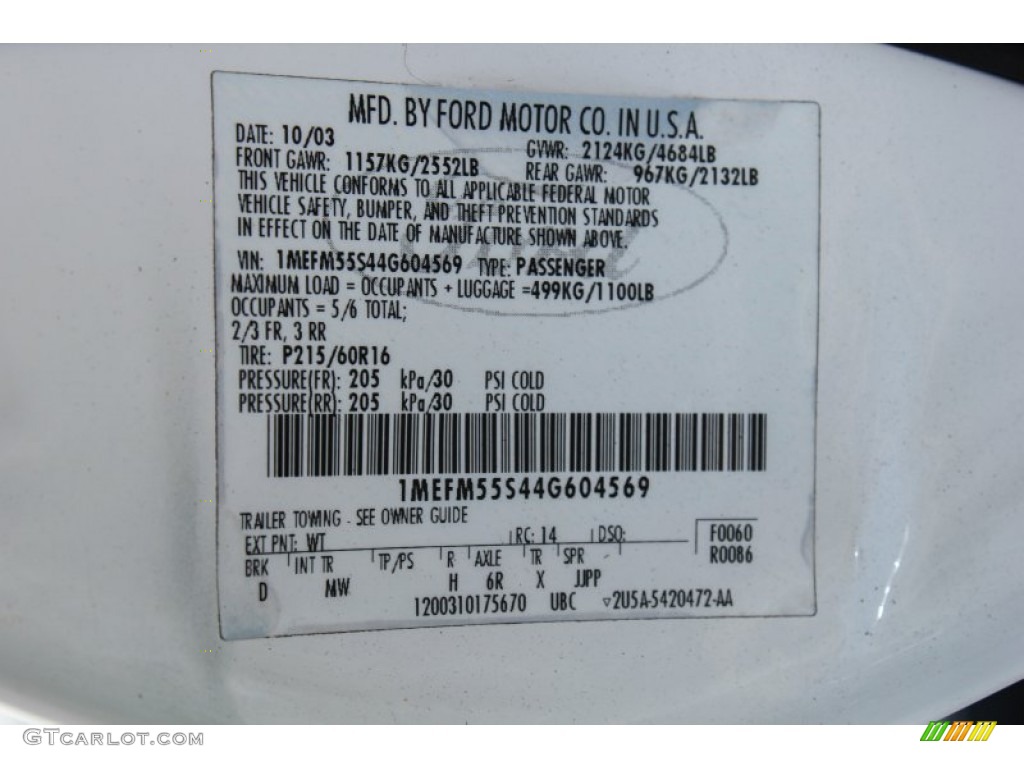 MFD. BY FORD MOTOR CO. IN U.S.A.
DATE: 10/03 GVWR: 2124KG/4684LB
FRONT GAWR: 1157KG/2552LB REAR GAWR: 967KG/2132LB
THIS VEHICLE CONFORMS TO ALL APPLICABLE FEDERAL MOTOR
VEHICLE SAFETY, BUMPER, AND THEFT PREVENTION STANDARDS
IN EFFECT ON THE DATE OF MANUFACTURE SHOWN ABOVE.
VIN: 1MEFM55S44G604569 TYPE: PASSENGER
MAXIMUM LOAD = OCCUPANTS + LUGGAGE =499KG/1100LB
OCCUPANTS = 5/6 TOTAL;
2/3 FR, 3 RR
TIRE: P215/60R16
PRESSURE(FR): 205 kPa/30 PSI COLD
PRESSURE(RR): 205 kPa/30 PSI COLD
1MEFM55S44G604569
TRAILER TOWING - SEE OWNER GUIDE
EXT PNT: WT RC: 14 DSO: F0060
BRK INT TR TP/PS R AXLE TR SPR R0086
D MW H 6R X JJPP
1200310175670 UBC ▽2U5A-5420472-AA
GTCarLot.com